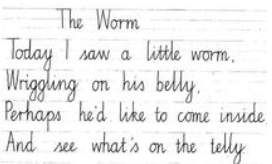 The Worm
Today I saw a little worm,
Wriggling on his belly,
Perhaps he'd like to come inside
And see what's on the telly.